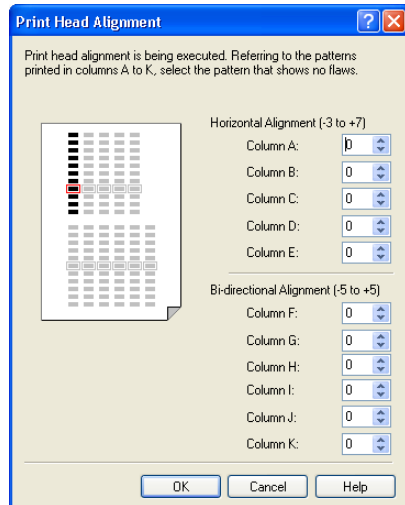 Print Head Alignment
Print head alignment is being executed. Referring to the patterns
printed in columns A to K, select the pattern that shows no flaws.
Horizontal Alignment (-3 to +7)
Column A: 0
Column B: 0
Column C: 0
Column D: 0
Column E: 0
Bi-directional Alignment (-5 to +5)
Column F: 0
Column G: 0
Column H: 0
Column I: 0
Column J: 0
Column K: 0
OK Cancel Help